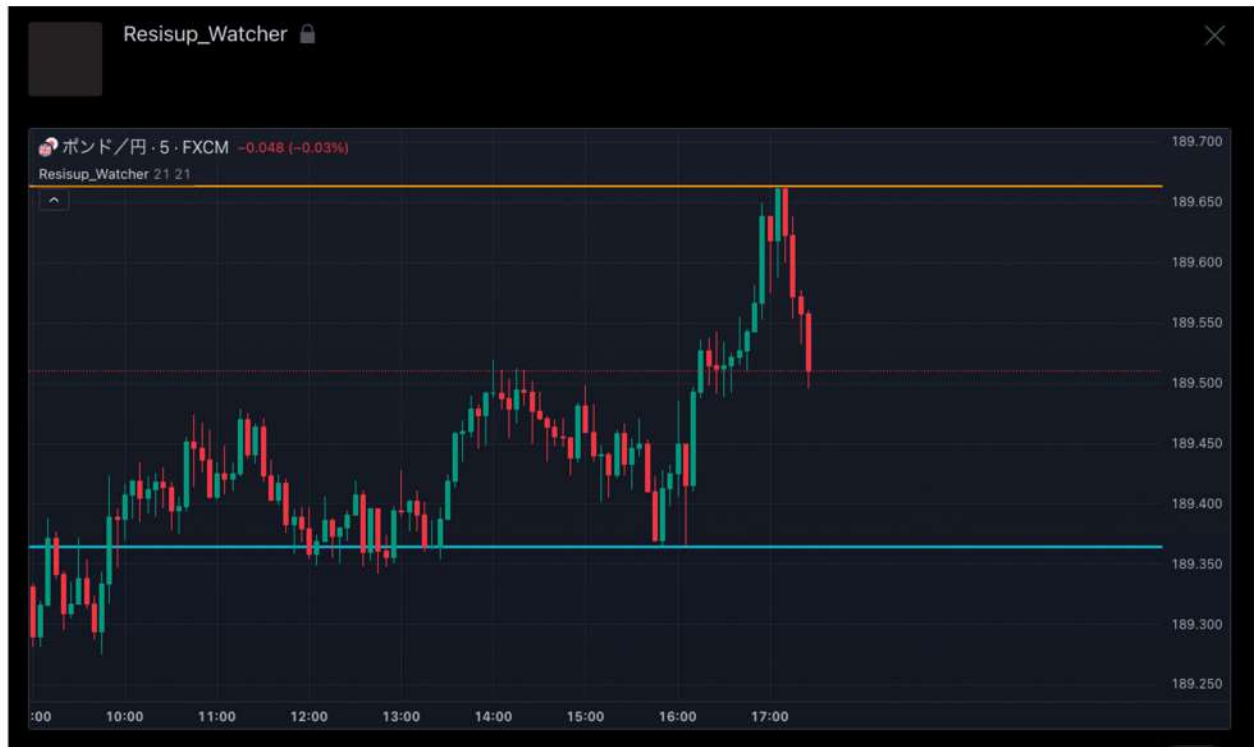 Resisup_Watcher
ポンド／円 · 5 · FXCM −0.048 (−0.03%)
Resisup_Watcher 21 21
189.700
189.650
189.600
189.550
189.500
189.450
189.400
189.350
189.300
189.250
:00 10:00 11:00 12:00 13:00 14:00 15:00 16:00 17:00